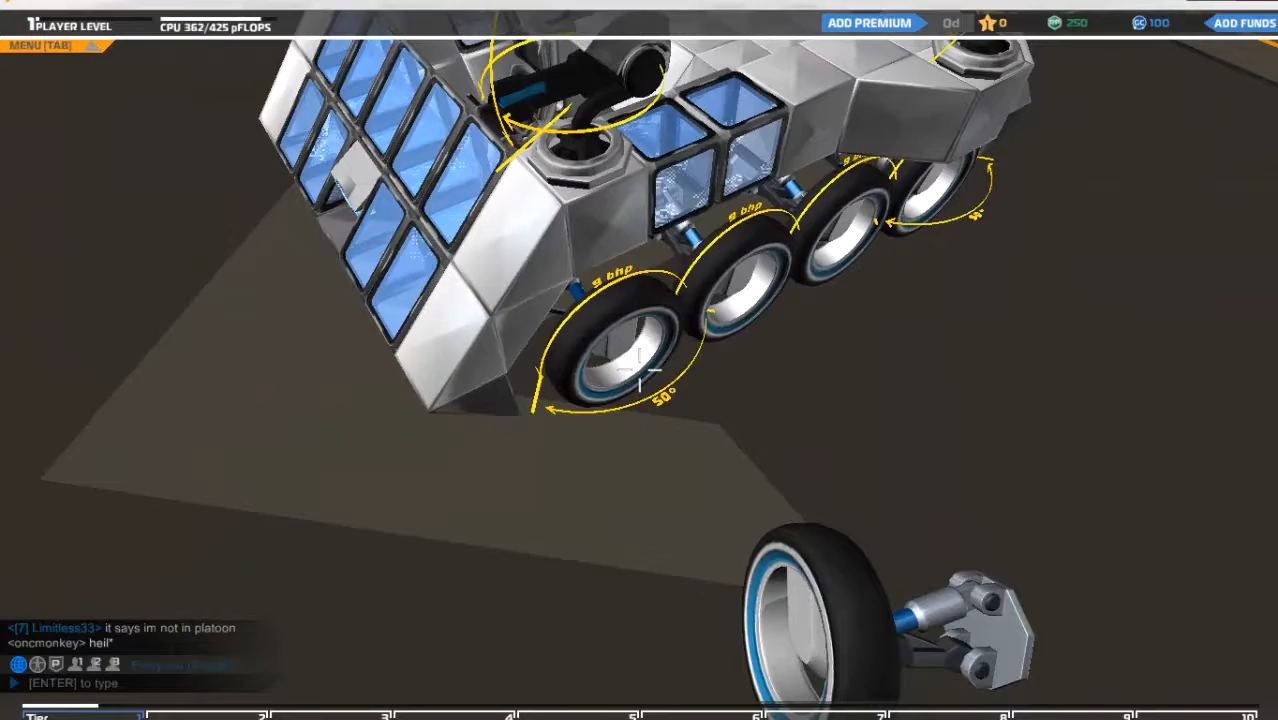 1 PLAYER LEVEL
CPU 362/425 pFLOPS
ADD PREMIUM
0d
0
250
100
ADD FUNDS
MENU [TAB]
9 bhp
9 bhp
9 bhp
50°
<[7] Limitless33> it says im not in platoon
<oncmonkey> heil"
[ENTER] to type
Tier 1 2 3 4 5 6 7 8 9 10